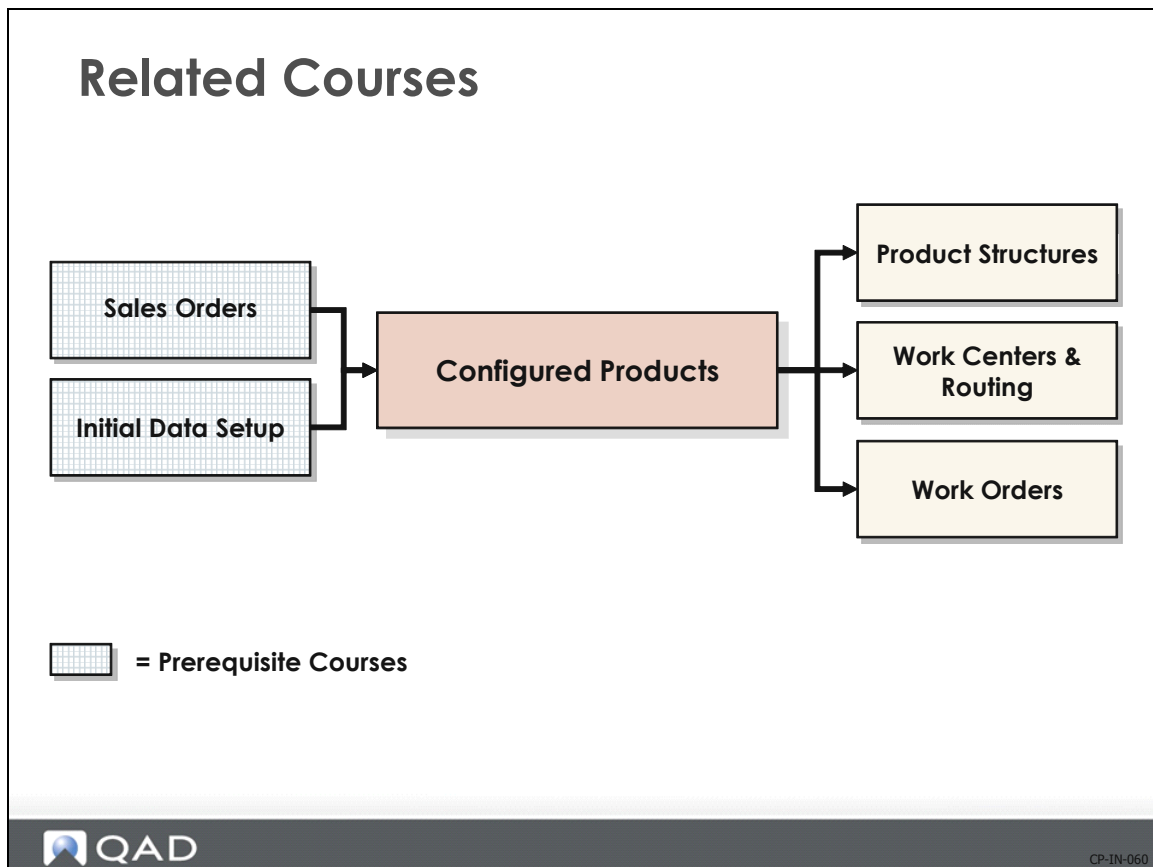 Related Courses
Sales Orders
Initial Data Setup
Configured Products
Product Structures
Work Centers &
Routing
Work Orders
= Prerequisite Courses
QAD
CP-IN-060